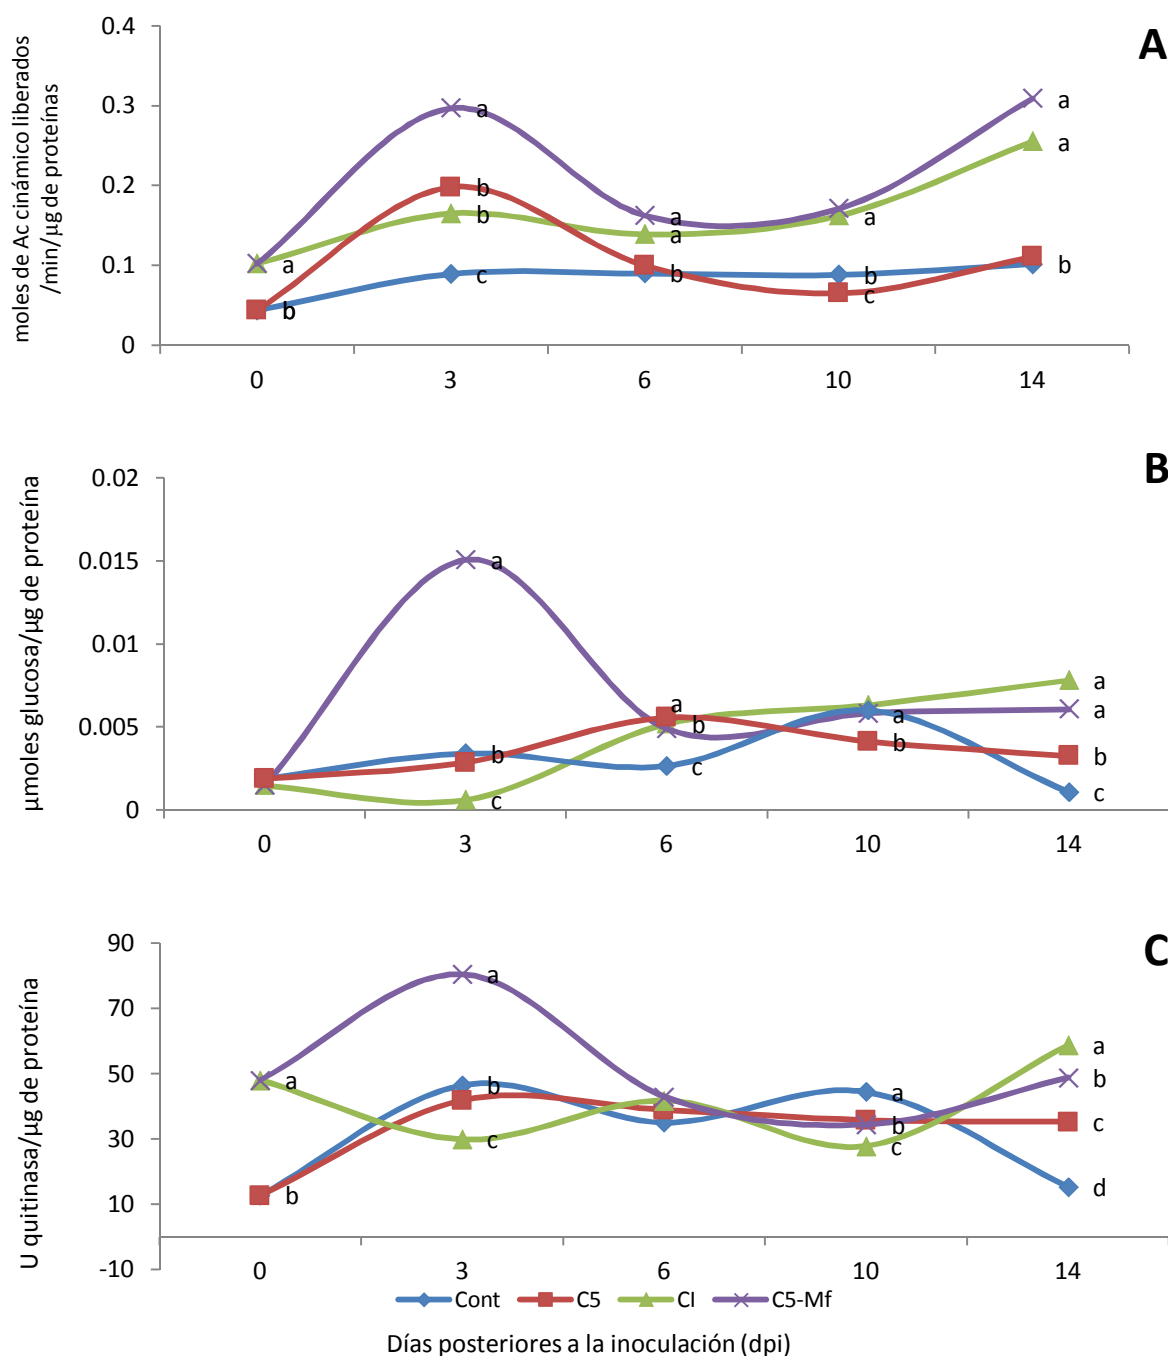 A
moles de Ac cinámico liberados
/min/µg de proteínas
0.4
0.3
0.2
0.1
0
a
a
b
a
a
b
a
a
a
c
b
b
b
b
c
0 3 6 10 14
B
µmoles glucosa/µg de proteína
0.02
0.015
0.01
0.005
0
a
a
a
a
b
a
b
b
b
c
c
c
0 3 6 10 14
C
U quitinasa/µg de proteína
90
70
50
30
10
-10
a
a
a
b
a
b
b
c
c
c
b
d
0 3 6 10 14
Cont C5 CI C5-Mf
Días posteriores a la inoculación (dpi)